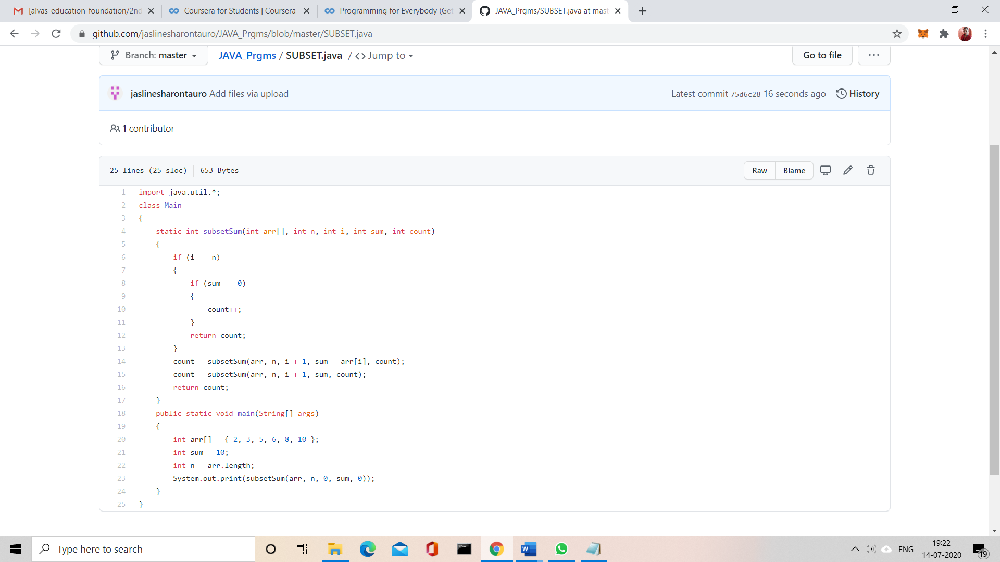 [alvas-education-foundation/2nd
Coursera for Students | Coursera
Programming for Everybody (Get
JAVA_Prgms/SUBSET.java at mast
github.com/jaslinesharontauro/JAVA_Prgms/blob/master/SUBSET.java
Branch: master
JAVA_Prgms / SUBSET.java / <> Jump to
Go to file
...
jaslinesharontauro Add files via upload
Latest commit 75d6c28 16 seconds ago
History
1 contributor
25 lines (25 sloc) | 653 Bytes
Raw
Blame
1 import java.util.*;
2 class Main
3 {
4     static int subsetSum(int arr[], int n, int i, int sum, int count)
5     {
6         if (i == n)
7         {
8             if (sum == 0)
9             {
10                 count++;
11             }
12             return count;
13         }
14         count = subsetSum(arr, n, i + 1, sum - arr[i], count);
15         count = subsetSum(arr, n, i + 1, sum, count);
16         return count;
17     }
18     public static void main(String[] args)
19     {
20         int arr[] = { 2, 3, 5, 6, 8, 10 };
21         int sum = 10;
22         int n = arr.length;
23         System.out.print(subsetSum(arr, n, 0, sum, 0));
24     }
25 }
Type here to search
W
ENG
19:22
14-07-2020
19